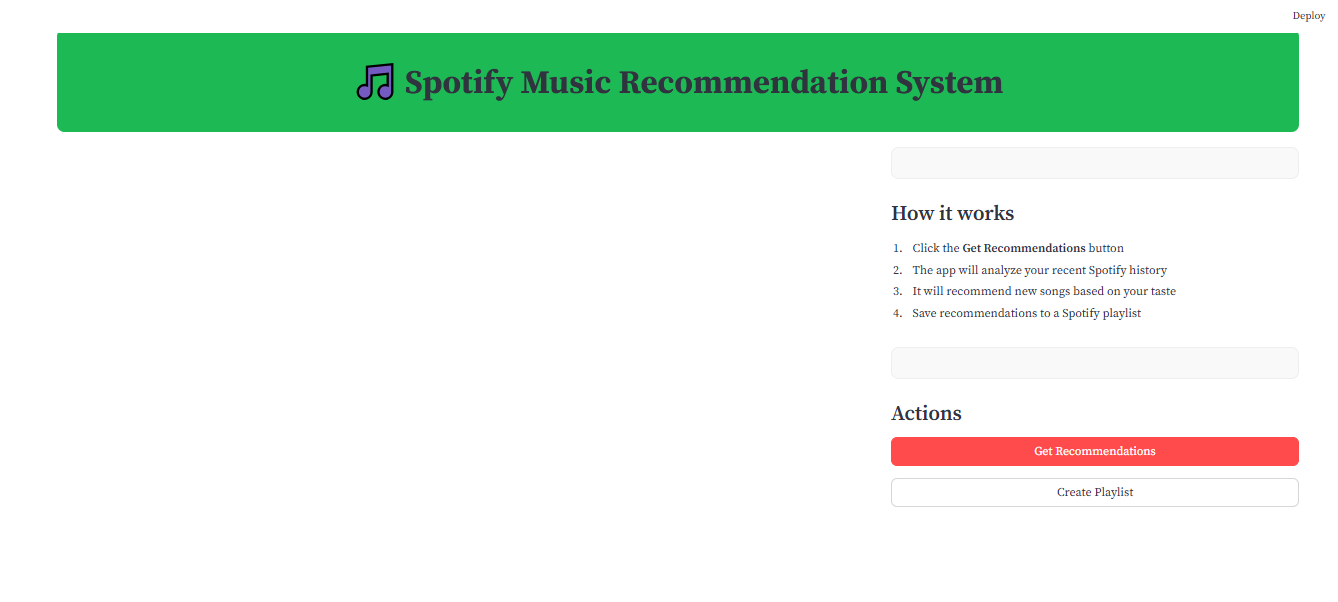 Deploy
Spotify Music Recommendation System
How it works
1. Click the Get Recommendations button
2. The app will analyze your recent Spotify history
3. It will recommend new songs based on your taste
4. Save recommendations to a Spotify playlist
Actions
Get Recommendations
Create Playlist